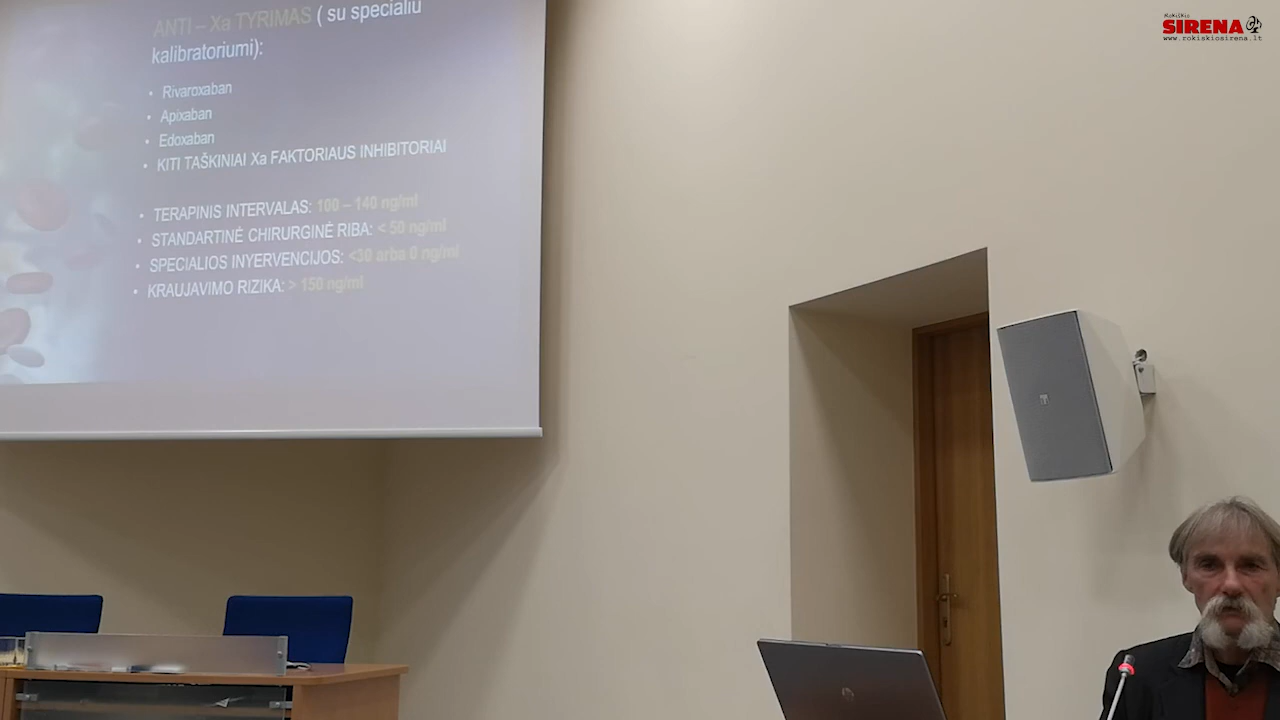 ANTI – Xa TYRIMAS ( su specialiu
kalibratoriumi):
• Rivaroxaban
• Apixaban
• Edoxaban
• KITI TAŠKINIAI Xa FAKTORIAUS INHIBITORIAI
• TERAPINIS INTERVALAS: 100 – 140 ng/ml
• STANDARTINĖ CHIRURGINĖ RIBA: < 50 ng/ml
• SPECIALIOS INYERVENCIJOS: <30 arba 0 ng/ml
• KRAUJAVIMO RIZIKA: > 150 ng/ml
Rokiškio
SIRENA
www.rokiskiosirena.lt
hp